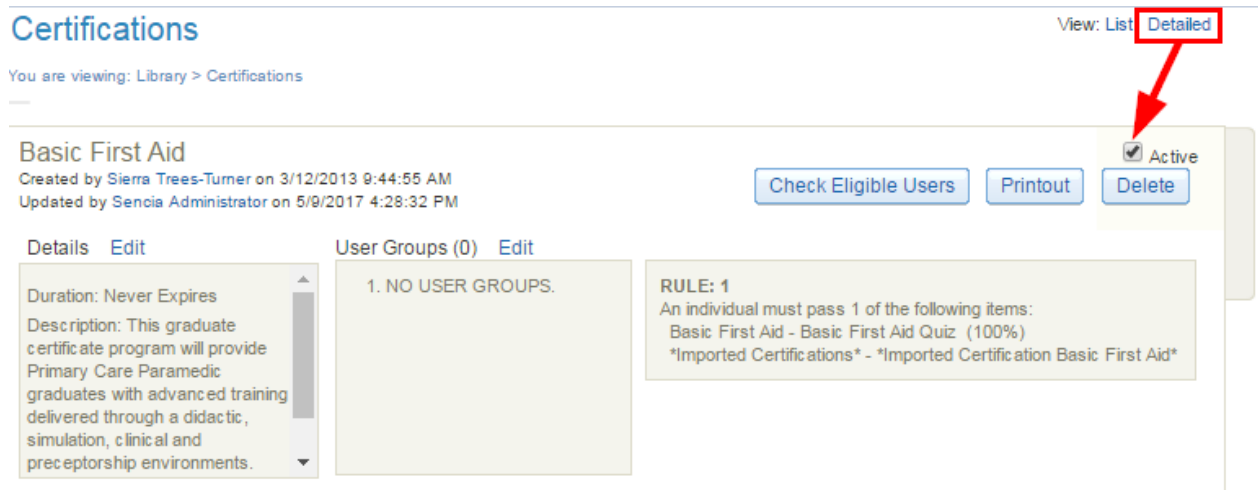 Certifications
View: List Detailed
You are viewing: Library > Certifications
Basic First Aid
Active
Created by Sierra Trees-Turner on 3/12/2013 9:44:55 AM
Updated by Sencia Administrator on 5/9/2017 4:28:32 PM
Check Eligible Users Printout Delete
Details Edit
User Groups (0) Edit
Duration: Never Expires
Description: This graduate
certificate program will provide
Primary Care Paramedic
graduates with advanced training
delivered through a didactic,
simulation, clinical and
preceptorship environments.
1. NO USER GROUPS.
RULE: 1
An individual must pass 1 of the following items:
Basic First Aid - Basic First Aid Quiz (100%)
*Imported Certifications* - *Imported Certification Basic First Aid*